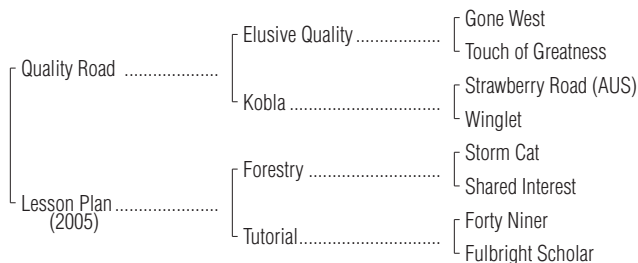 Gone West
Elusive Quality ..................
Touch of Greatness
Quality Road ....................
Strawberry Road (AUS)
Kobla ................................
Winglet
Storm Cat
Forestry ............................
Shared Interest
Lesson Plan ......................
(2005)
Forty Niner
Tutorial..............................
Fulbright Scholar